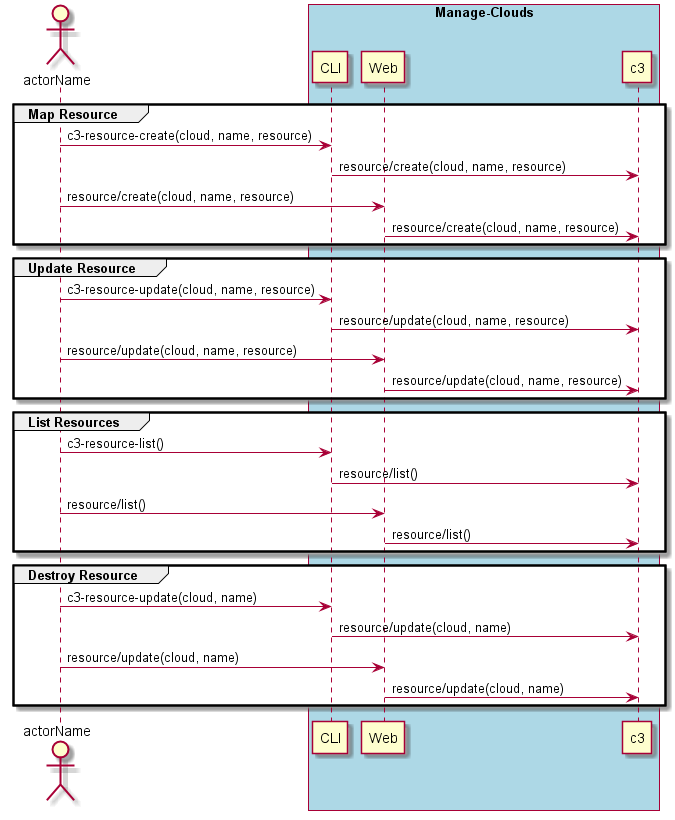 Manage-Clouds
actorName
CLI
Web
c3
Map Resource
c3-resource-create(cloud, name, resource)
resource/create(cloud, name, resource)
resource/create(cloud, name, resource)
resource/create(cloud, name, resource)
Update Resource
c3-resource-update(cloud, name, resource)
resource/update(cloud, name, resource)
resource/update(cloud, name, resource)
resource/update(cloud, name, resource)
List Resources
c3-resource-list()
resource/list()
resource/list()
resource/list()
Destroy Resource
c3-resource-update(cloud, name)
resource/update(cloud, name)
resource/update(cloud, name)
resource/update(cloud, name)
actorName
CLI
Web
c3